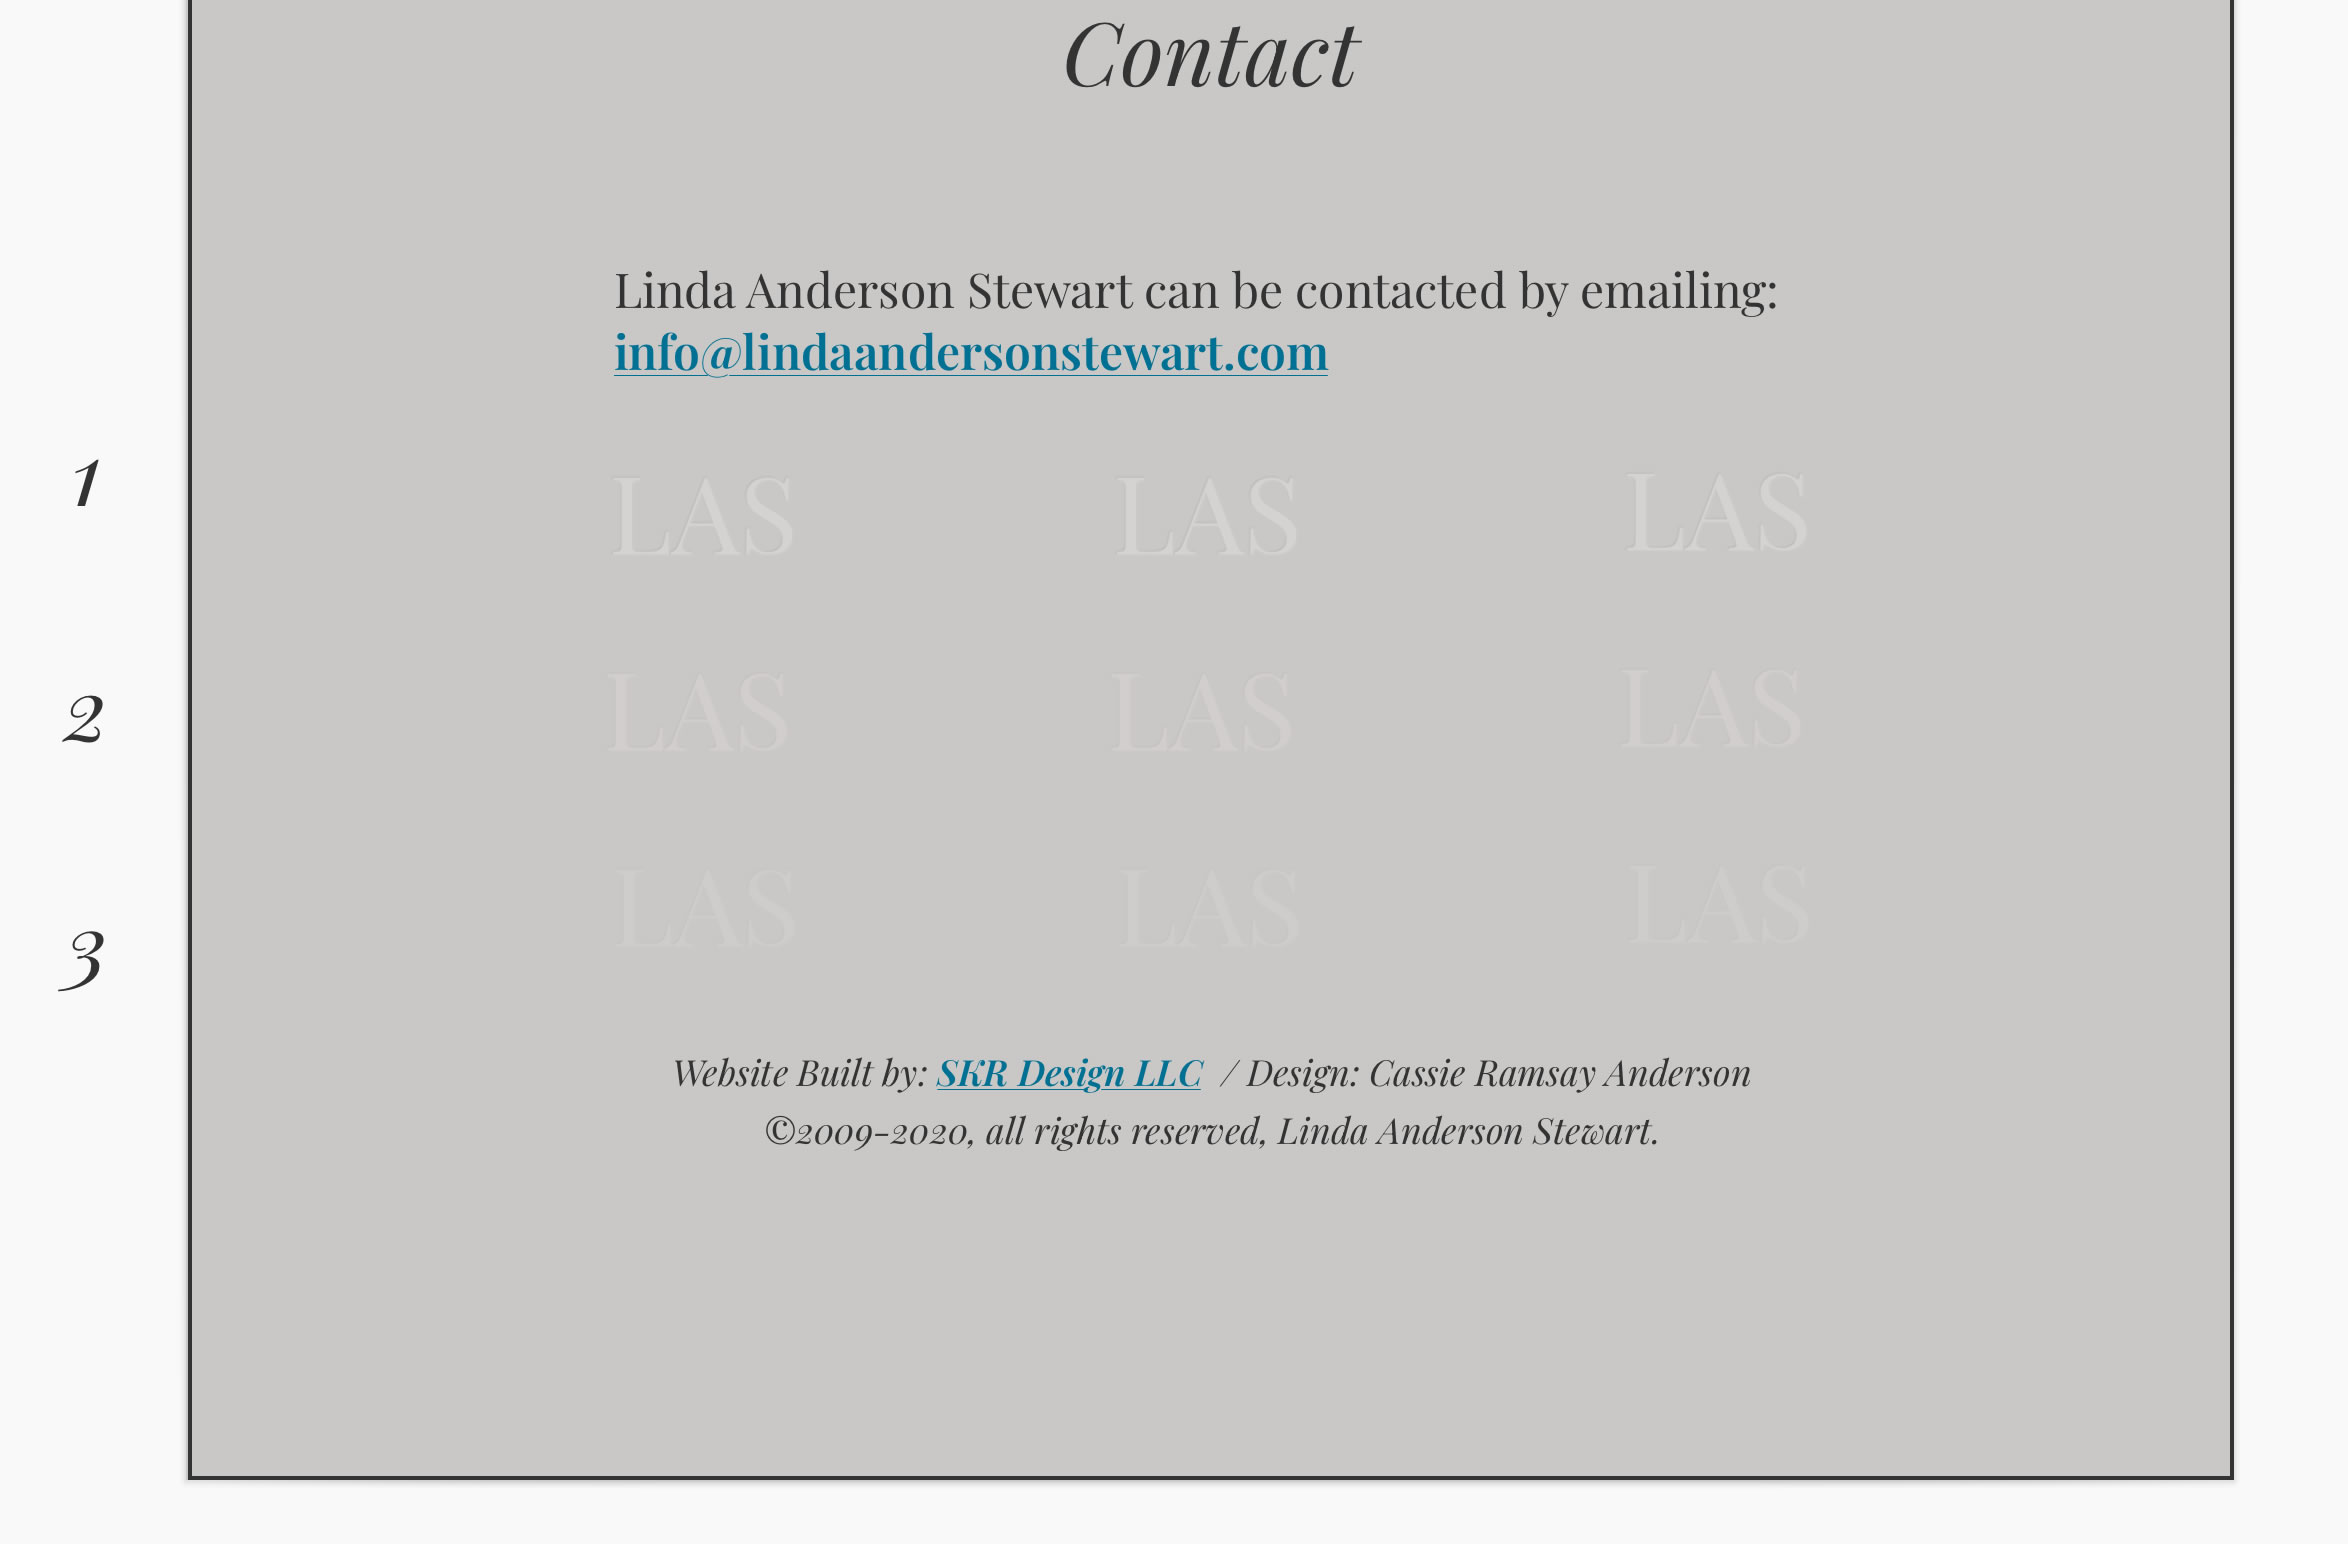 Contact
Linda Anderson Stewart can be contacted by emailing:
info@lindaandersonstewart.com
1
LAS LAS LAS
2
LAS LAS LAS
3
LAS LAS LAS
Website Built by: SKR Design LLC / Design: Cassie Ramsay Anderson
©2009-2020, all rights reserved, Linda Anderson Stewart.